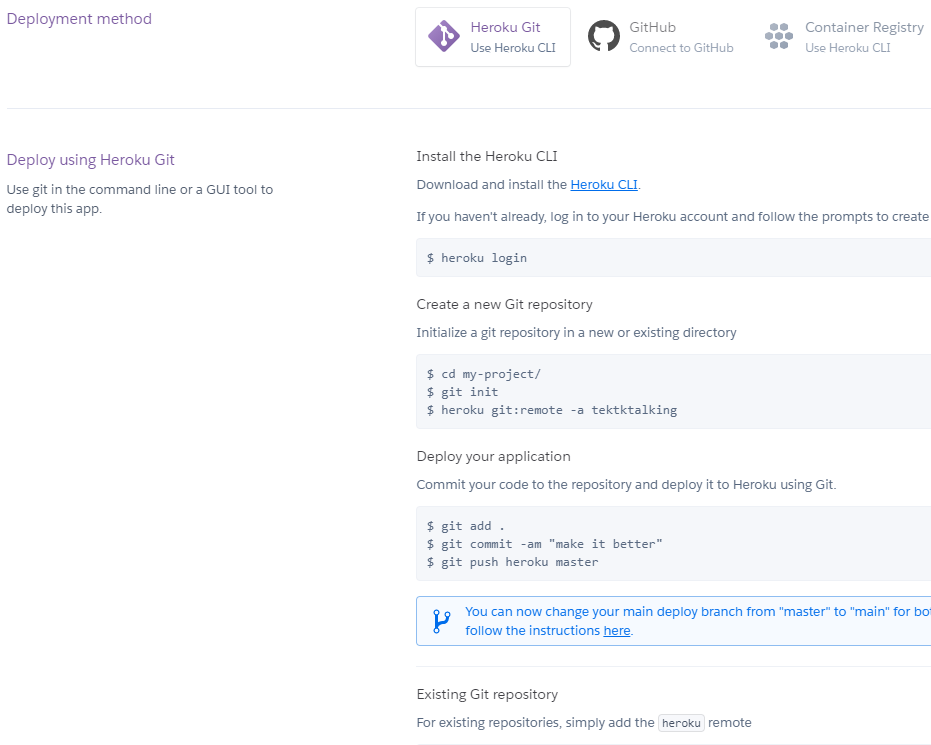 Deployment method
Heroku Git
Use Heroku CLI
GitHub
Connect to GitHub
Container Registry
Use Heroku CLI
Deploy using Heroku Git
Use git in the command line or a GUI tool to
deploy this app.
Install the Heroku CLI
Download and install the Heroku CLI.
If you haven't already, log in to your Heroku account and follow the prompts to create
$ heroku login
Create a new Git repository
Initialize a git repository in a new or existing directory
$ cd my-project/
$ git init
$ heroku git:remote -a tektktalking
Deploy your application
Commit your code to the repository and deploy it to Heroku using Git.
$ git add .
$ git commit -am "make it better"
$ git push heroku master
You can now change your main deploy branch from "master" to "main" for bot
follow the instructions here.
Existing Git repository
For existing repositories, simply add the heroku remote